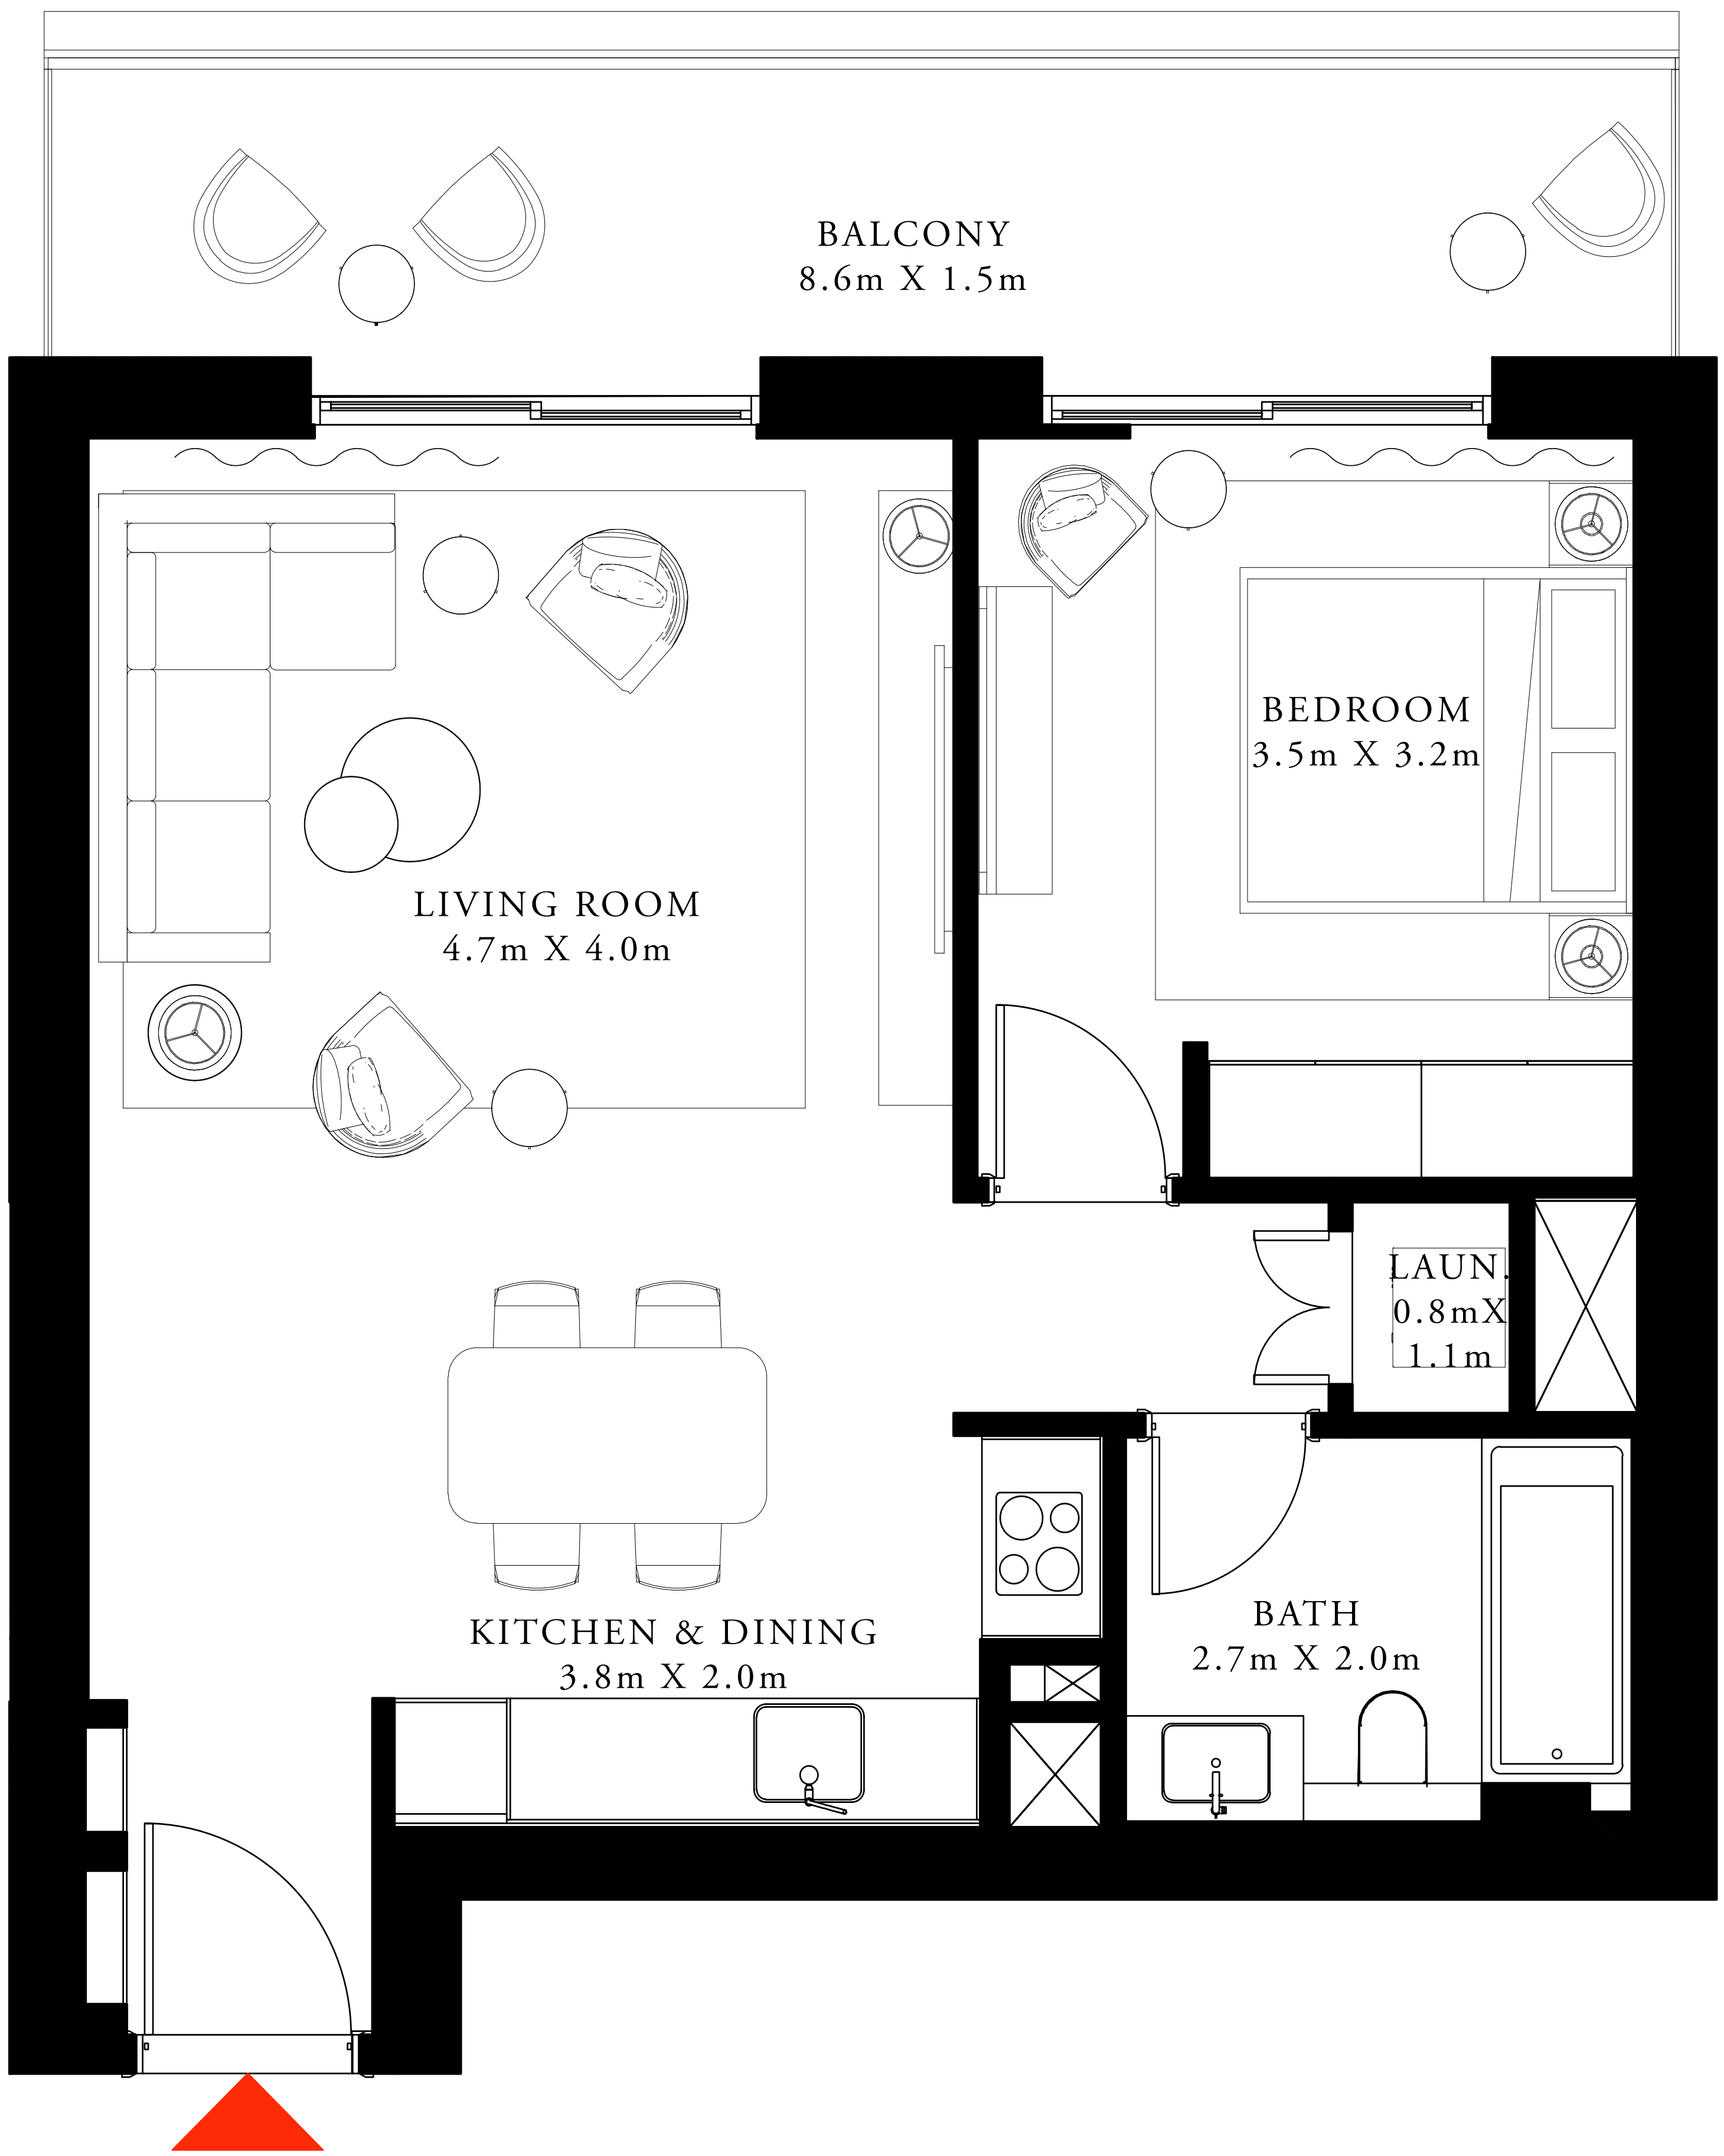 BALCONY
8.6m X 1.5m
BEDROOM
3.5m X 3.2m
LIVING ROOM
4.7m X 4.0m
LAUN.
0.8mX
1.1m
KITCHEN & DINING
3.8m X 2.0m
BATH
2.7m X 2.0m